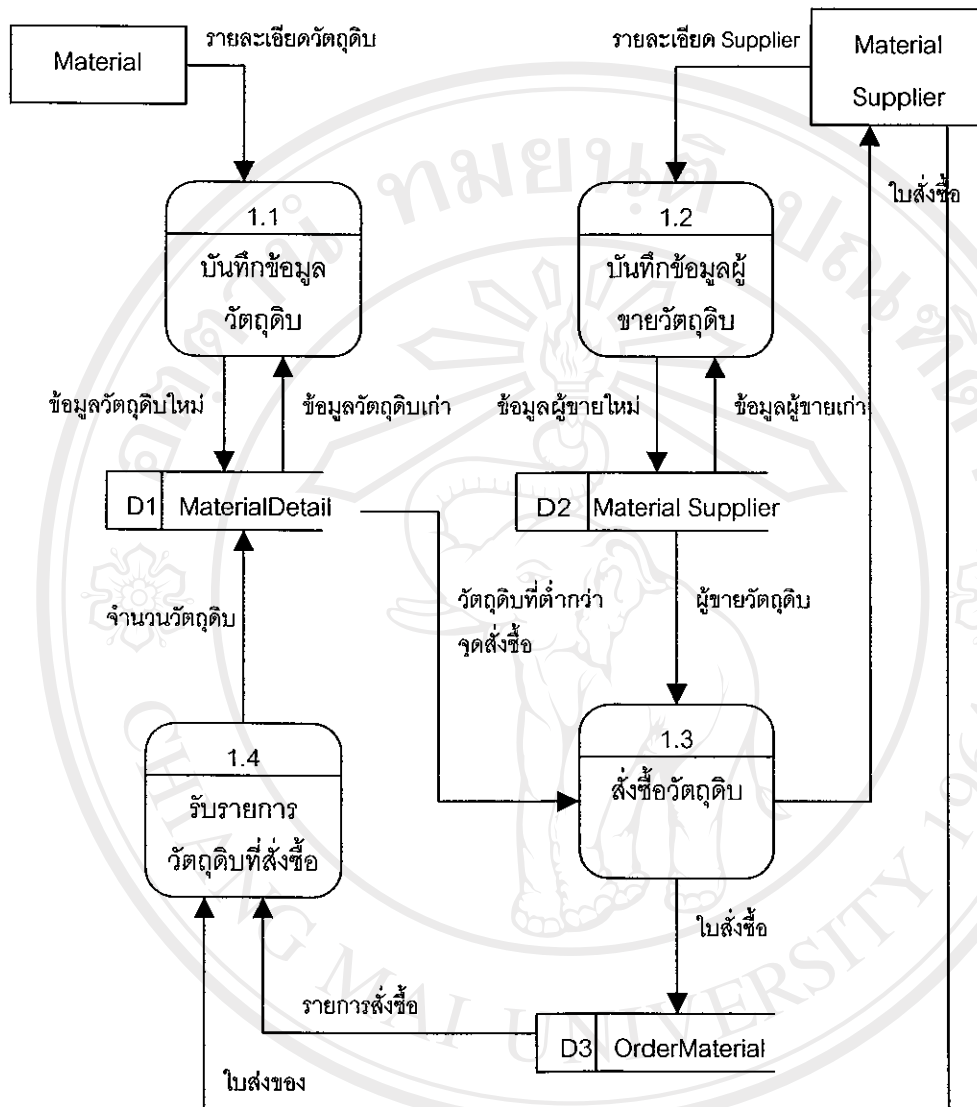 Material
รายละเอียดวัตถุดิบ
รายละเอียด Supplier
Material
Supplier
ใบสั่งซื้อ
1.1
บันทึกข้อมูล
วัตถุดิบ
1.2
บันทึกข้อมูลผู้
ขายวัตถุดิบ
ข้อมูลวัตถุดิบใหม่
ข้อมูลวัตถุดิบเก่า
ข้อมูลผู้ขายใหม่
ข้อมูลผู้ขายเก่า
D1 MaterialDetail
D2 Material Supplier
จำนวนวัตถุดิบ
วัตถุดิบที่ต่ำกว่า
จุดสั่งซื้อ
ผู้ขายวัตถุดิบ
1.4
รับรายการ
วัตถุดิบที่สั่งซื้อ
1.3
สั่งซื้อวัตถุดิบ
ใบสั่งซื้อ
รายการสั่งซื้อ
D3 OrderMaterial
ใบส่งของ
CHIANG MAI UNIVERSITY 1964